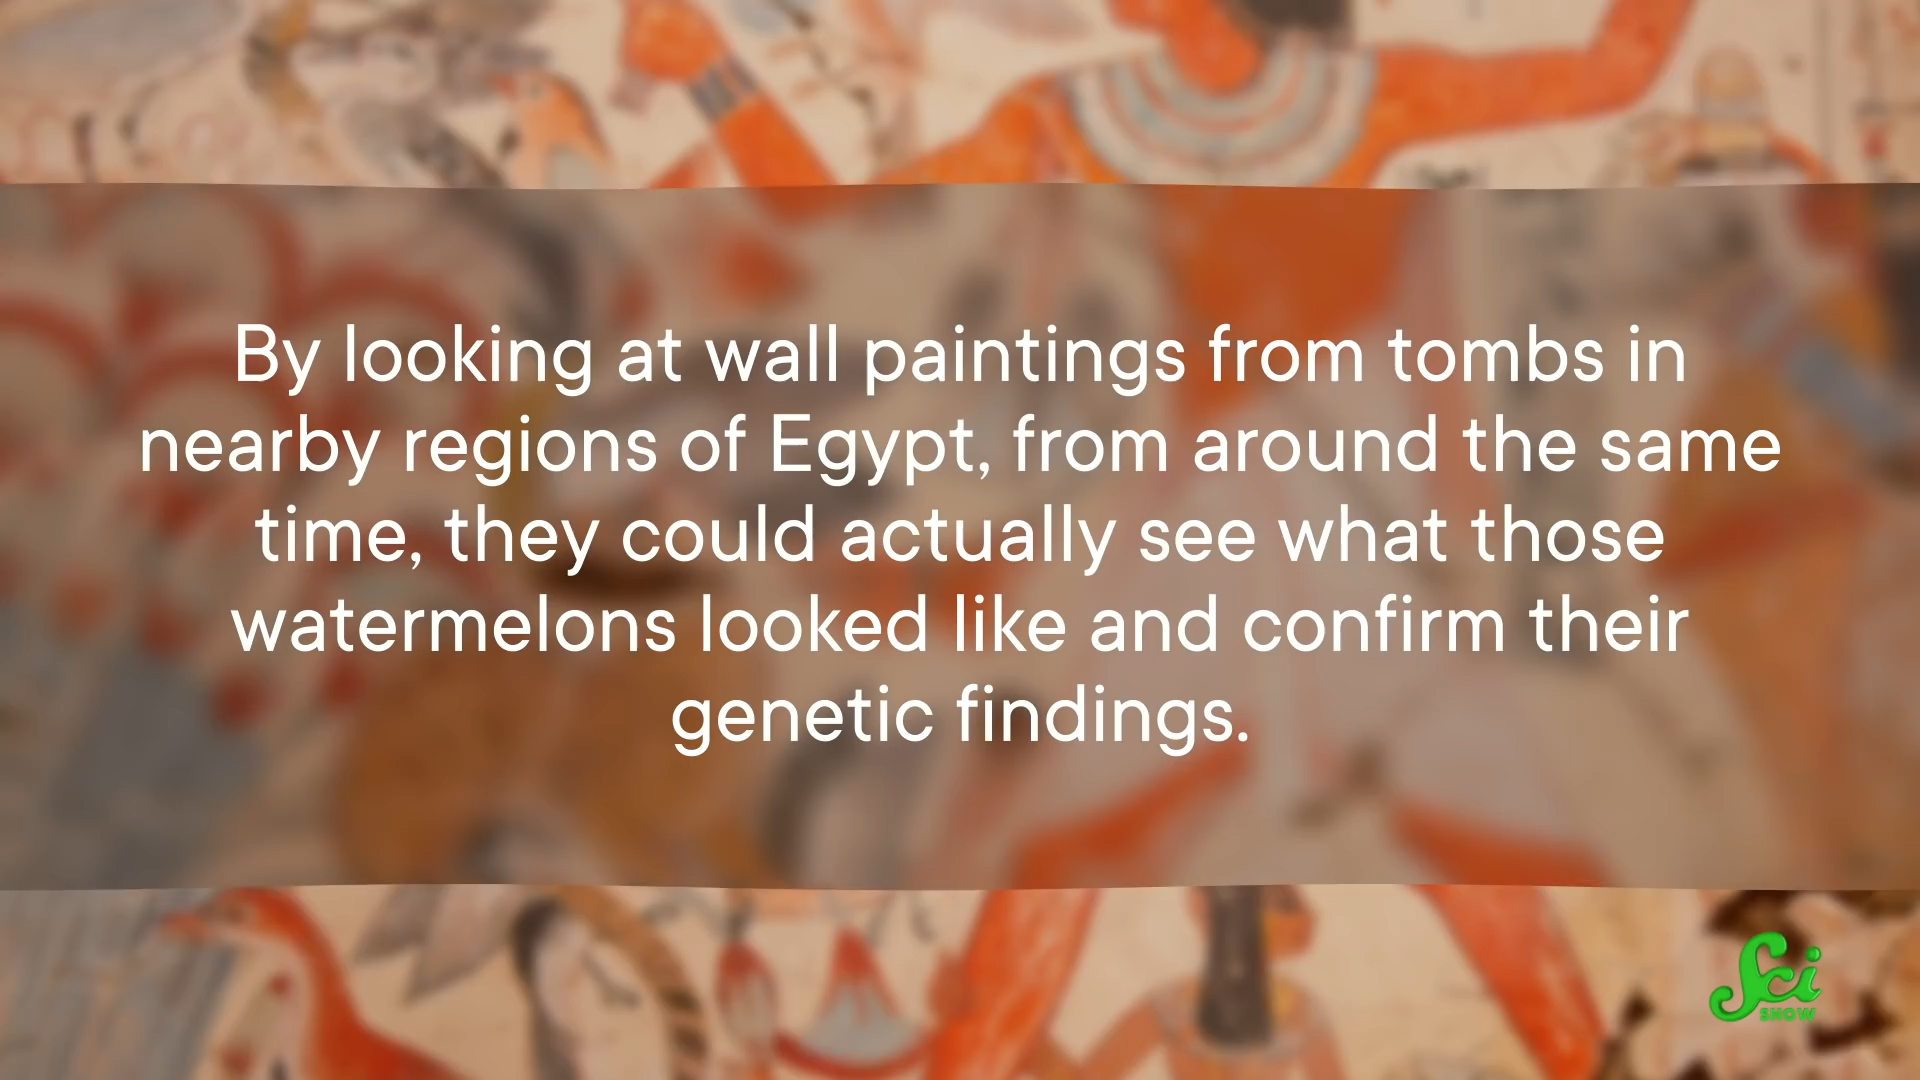 By looking at wall paintings from tombs in
nearby regions of Egypt, from around the same
time, they could actually see what those
watermelons looked like and confirm their
genetic findings.
Sci
SHOW